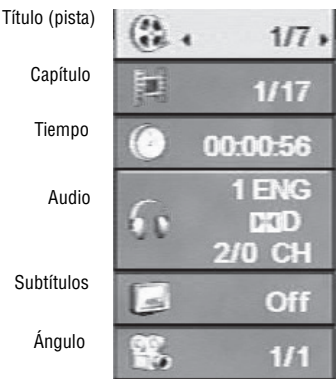 Título (pista)
1/7
Capítulo
1/17
Tiempo
00:00:56
Audio
1 ENG
D
2/0 CH
Subtítulos
Off
Ángulo
1/1